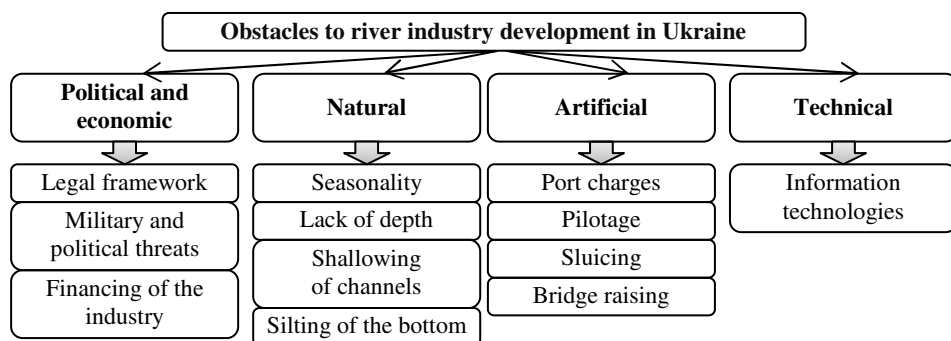 Obstacles to river industry development in Ukraine
Political and
economic
Natural
Artificial
Technical
Legal framework
Military and
political threats
Financing of the
industry
Seasonality
Lack of depth
Shallowing
of channels
Silting of the bottom
Port charges
Pilotage
Sluicing
Bridge raising
Information
technologies